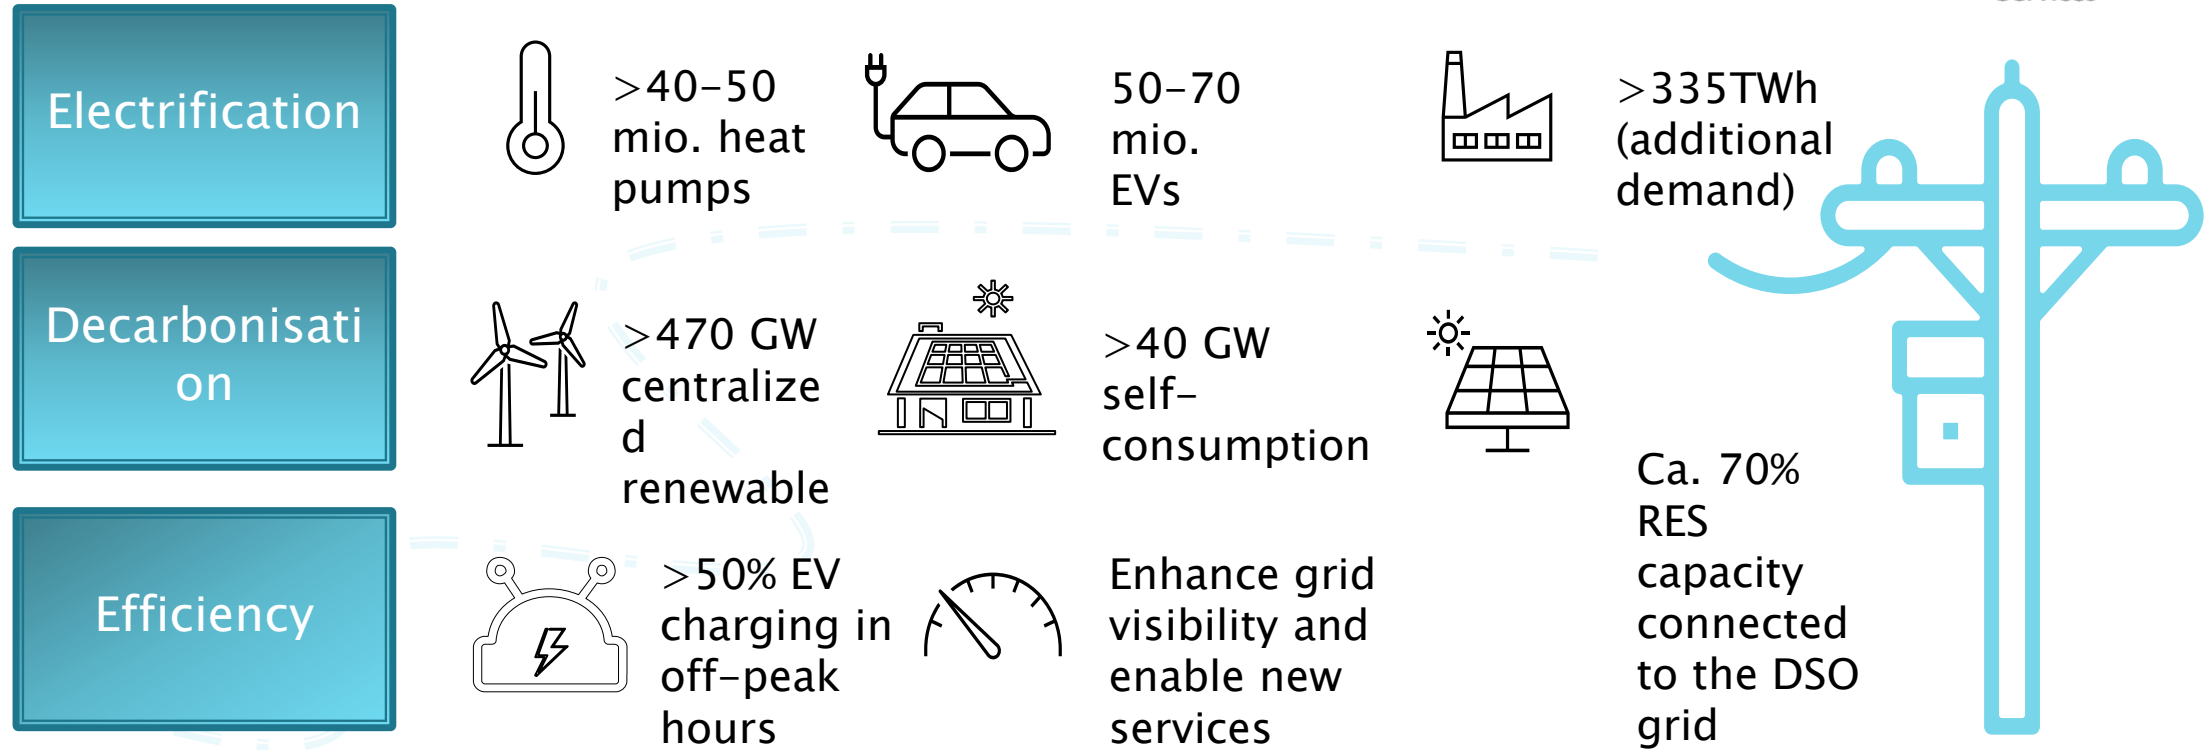 Electrification
>40-50
mio. heat
pumps
50-70
mio.
EVs
>335TWh
(additional
demand)
Decarbonisati
on
>470 GW
centralize
d
renewable
>40 GW
self-
consumption
Ca. 70%
RES
capacity
connected
to the DSO
grid
Efficiency
>50% EV
charging in
off-peak
hours
Enhance grid
visibility and
enable new
services